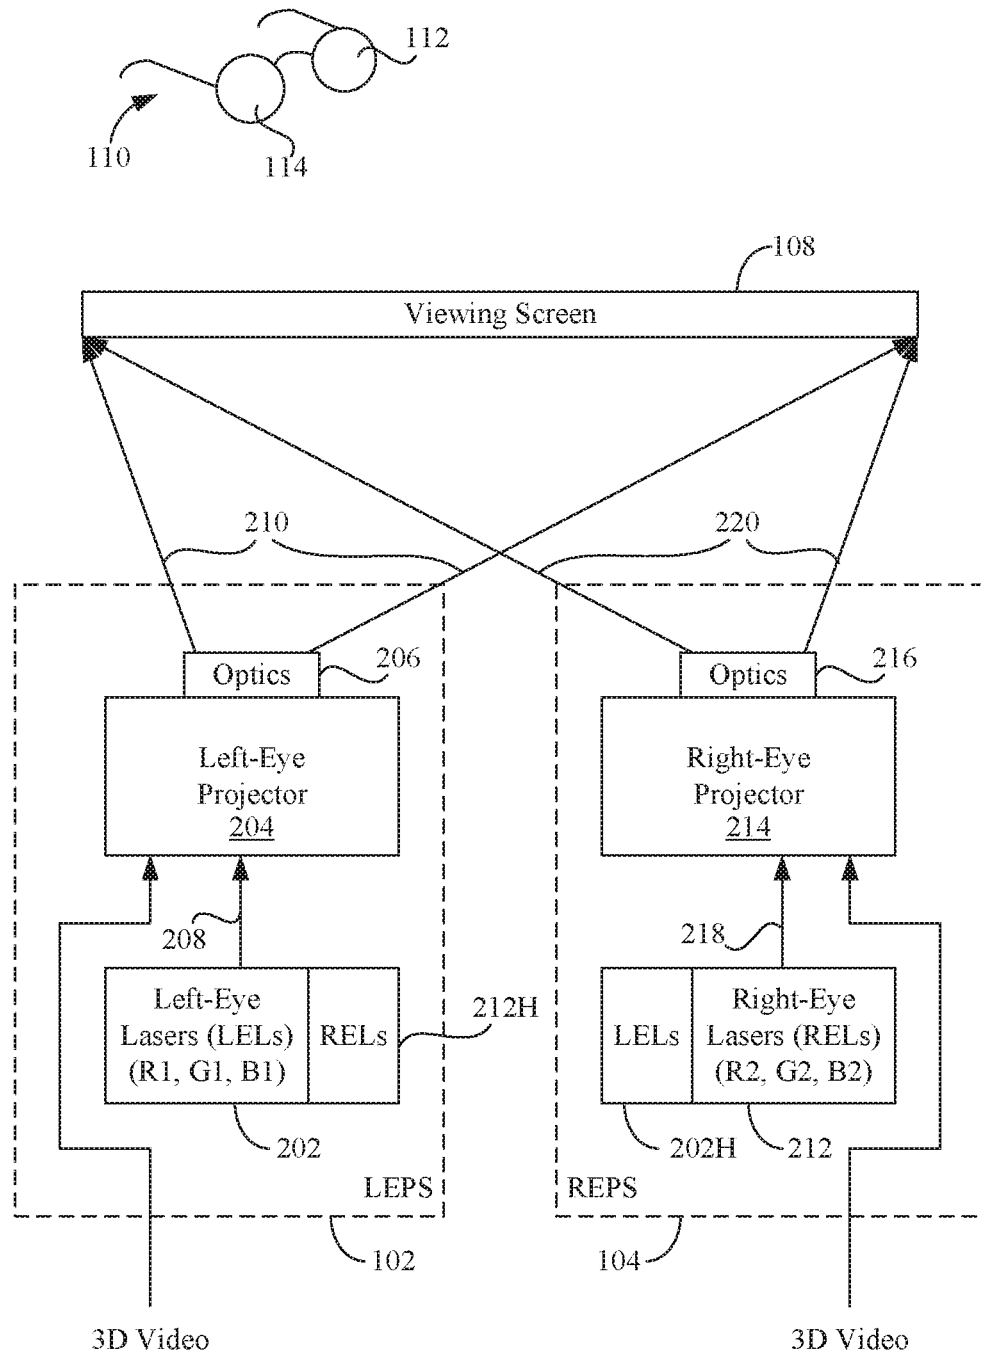 112
110
114
108
Viewing Screen
210
220
Optics
206
Optics
216
Left-Eye
Projector
204
Right-Eye
Projector
214
208
218
Left-Eye
Lasers (LELs)
(R1, G1, B1)
RELs
212H
LELs
Right-Eye
Lasers (RELs)
(R2, G2, B2)
202
202H
212
LEPS
REPS
102
104
3D Video
3D Video